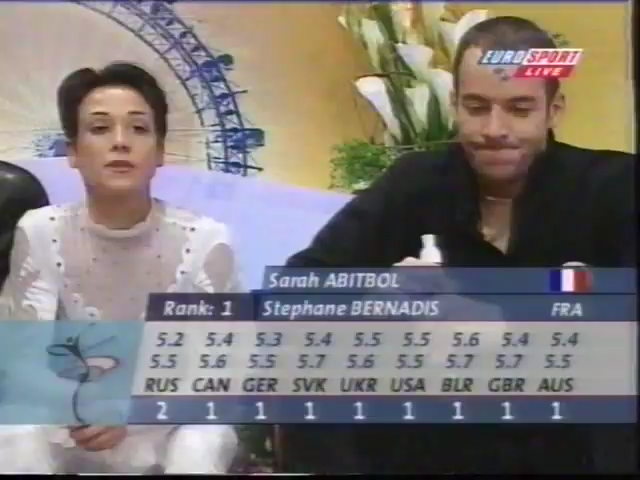 EUROSPORT
LIVE
Sarah ABITBOL
Rank: 1 Stephane BERNADIS FRA
5.2 5.4 5.3 5.4 5.5 5.5 5.6 5.4 5.4
5.5 5.6 5.5 5.7 5.6 5.5 5.7 5.7 5.5
RUS CAN GER SVK UKR USA BLR GBR AUS
2 1 1 1 1 1 1 1 1